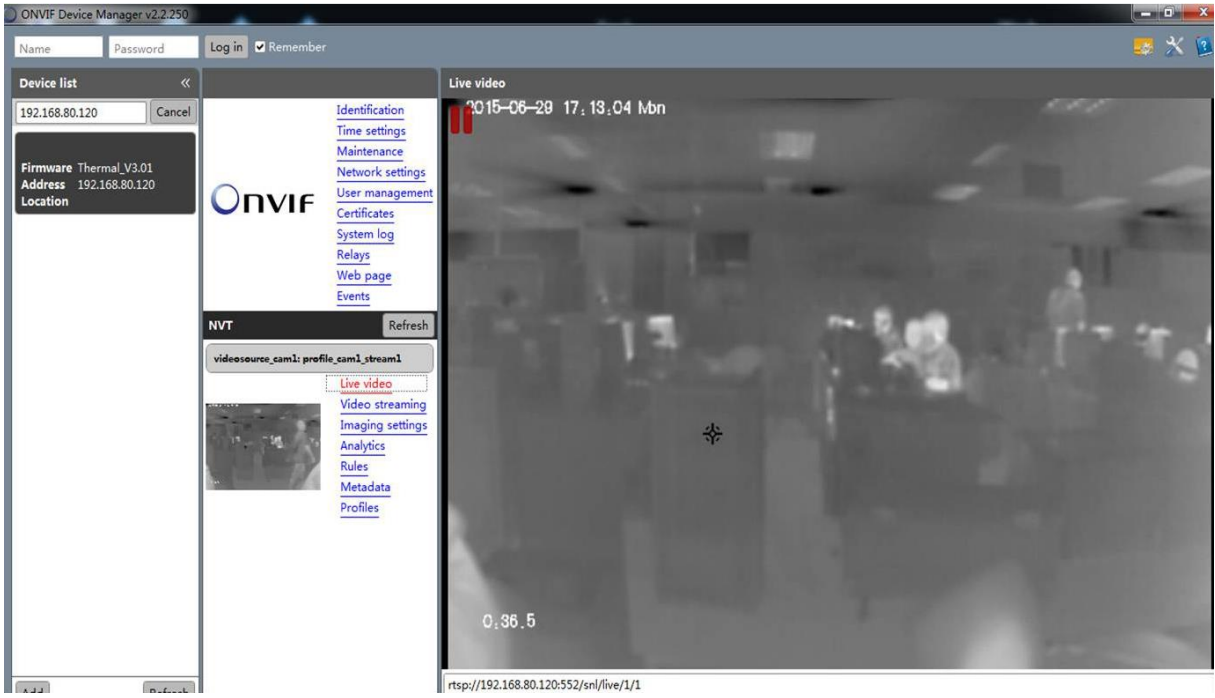 ONVIF Device Manager v2.2.250
Name Password Log in Remember
Device list «
192.168.80.120 Cancel
Firmware Thermal_V3.01
Address 192.168.80.120
Location
ONVIF
Identification
Time settings
Maintenance
Network settings
User management
Certificates
System log
Relays
Web page
Events
NVT Refresh
videosource_cam1: profile_cam1_stream1
Live video
Video streaming
Imaging settings
Analytics
Rules
Metadata
Profiles
Add Refresh
Live video
2015-06-29 17:13:04 Mon
0:36.5
rtsp://192.168.80.120:552/snl/live/1/1